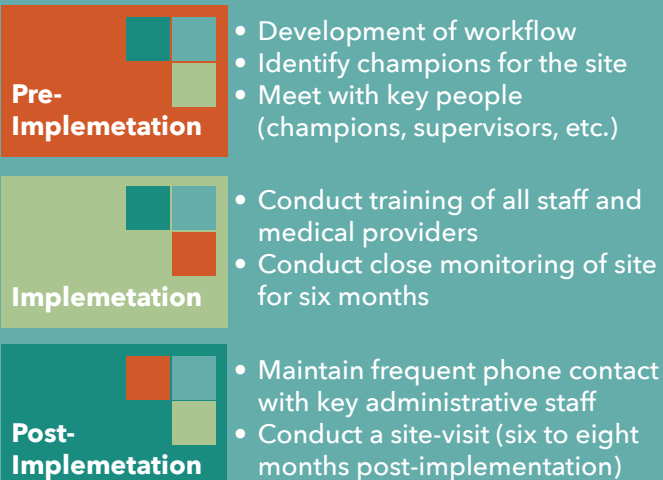 Pre-
Implemetation
• Development of workflow
• Identify champions for the site
• Meet with key people
(champions, supervisors, etc.)
Implemetation
• Conduct training of all staff and
medical providers
• Conduct close monitoring of site
for six months
Post-
Implemetation
• Maintain frequent phone contact
with key administrative staff
• Conduct a site-visit (six to eight
months post-implementation)